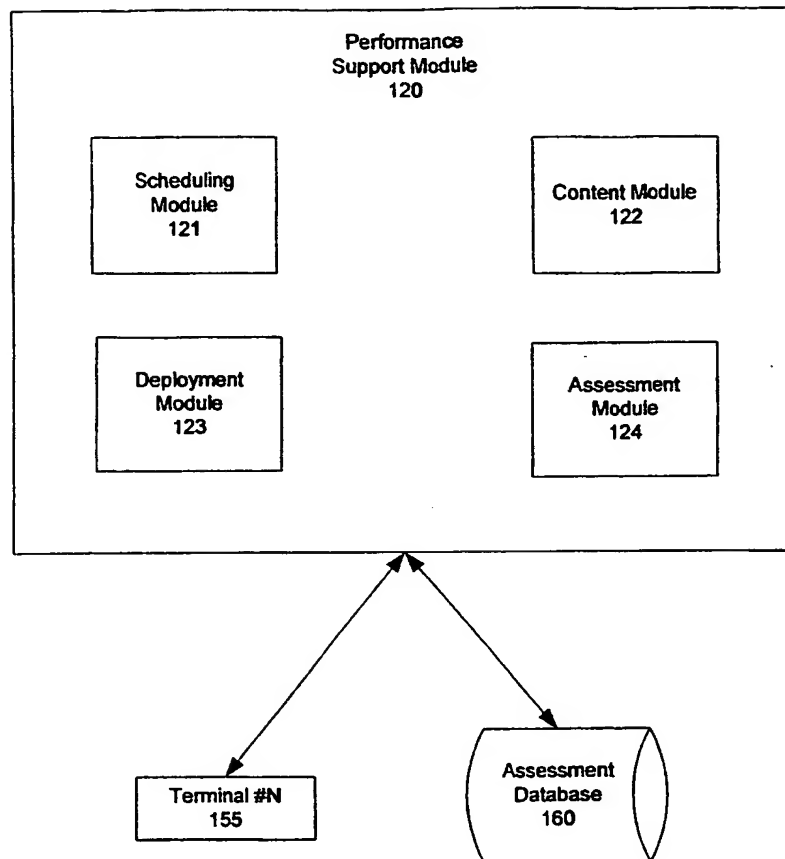 Performance
Support Module
120
Scheduling
Module
121
Content Module
122
Deployment
Module
123
Assessment
Module
124
Terminal #N
155
Assessment
Database
160